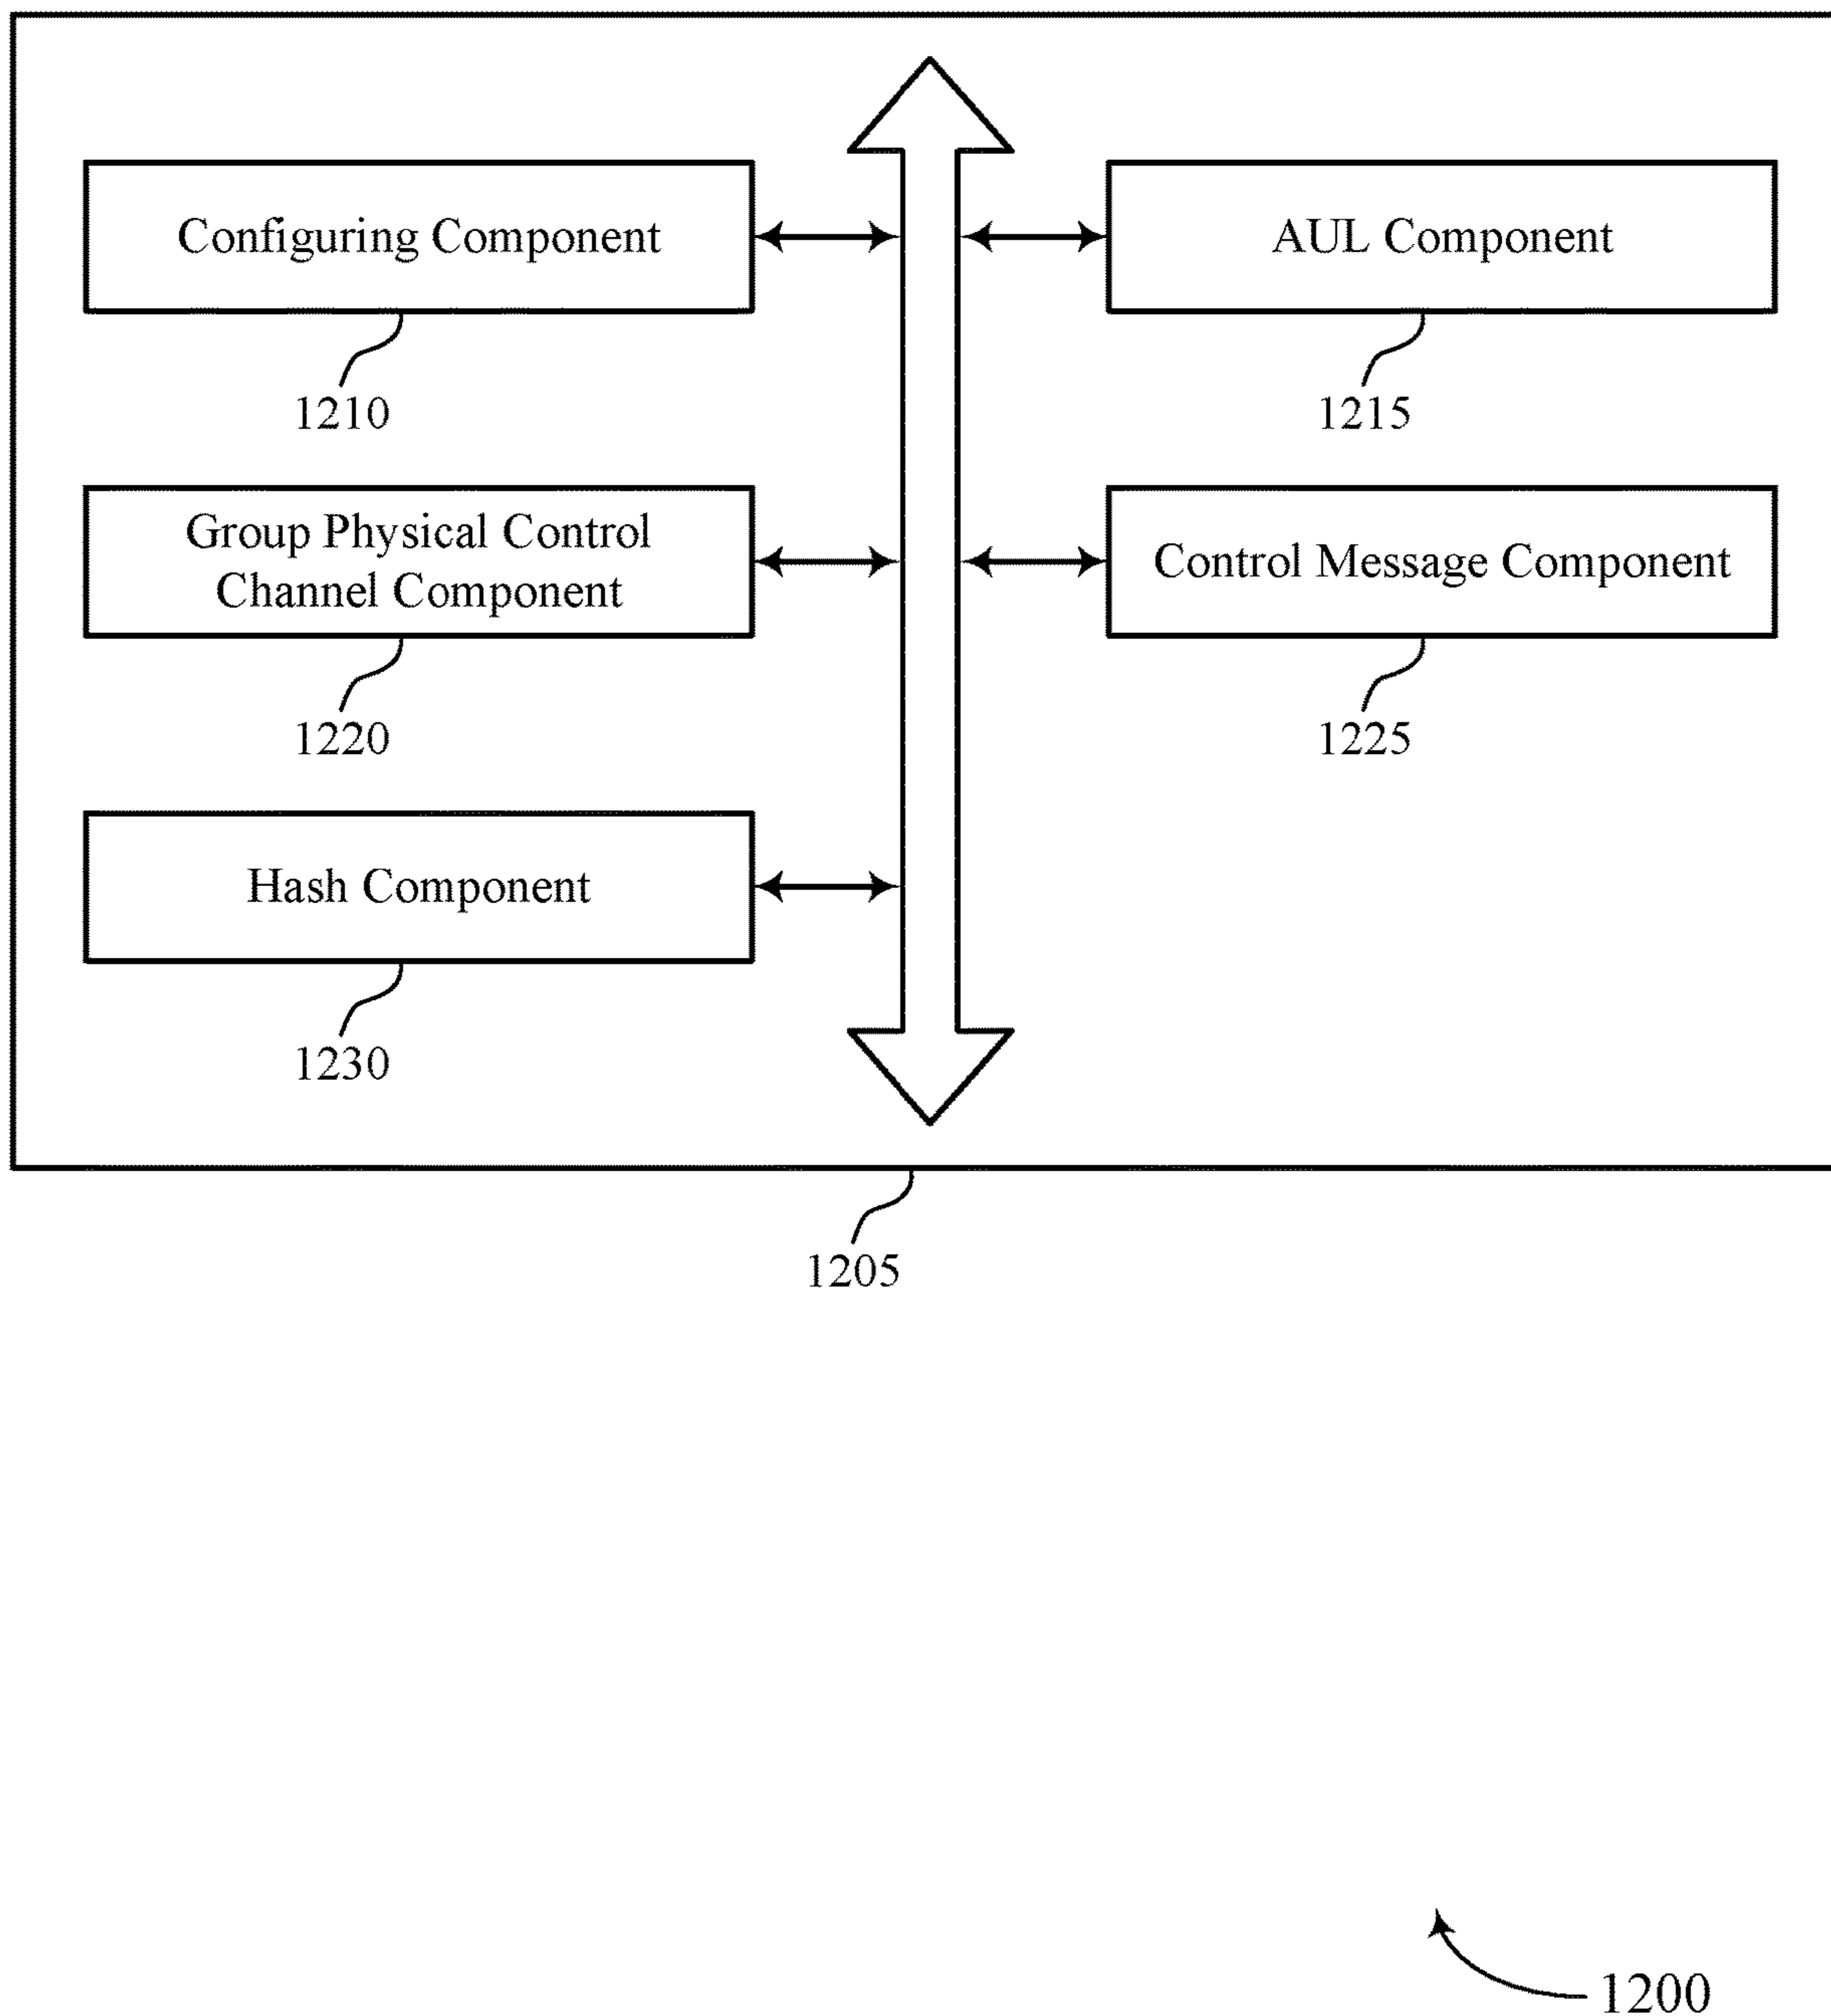 Configuring Component
AUL Component
1210
1215
Group Physical Control
Channel Component
Control Message Component
1220
1225
Hash Component
1230
1205
1200